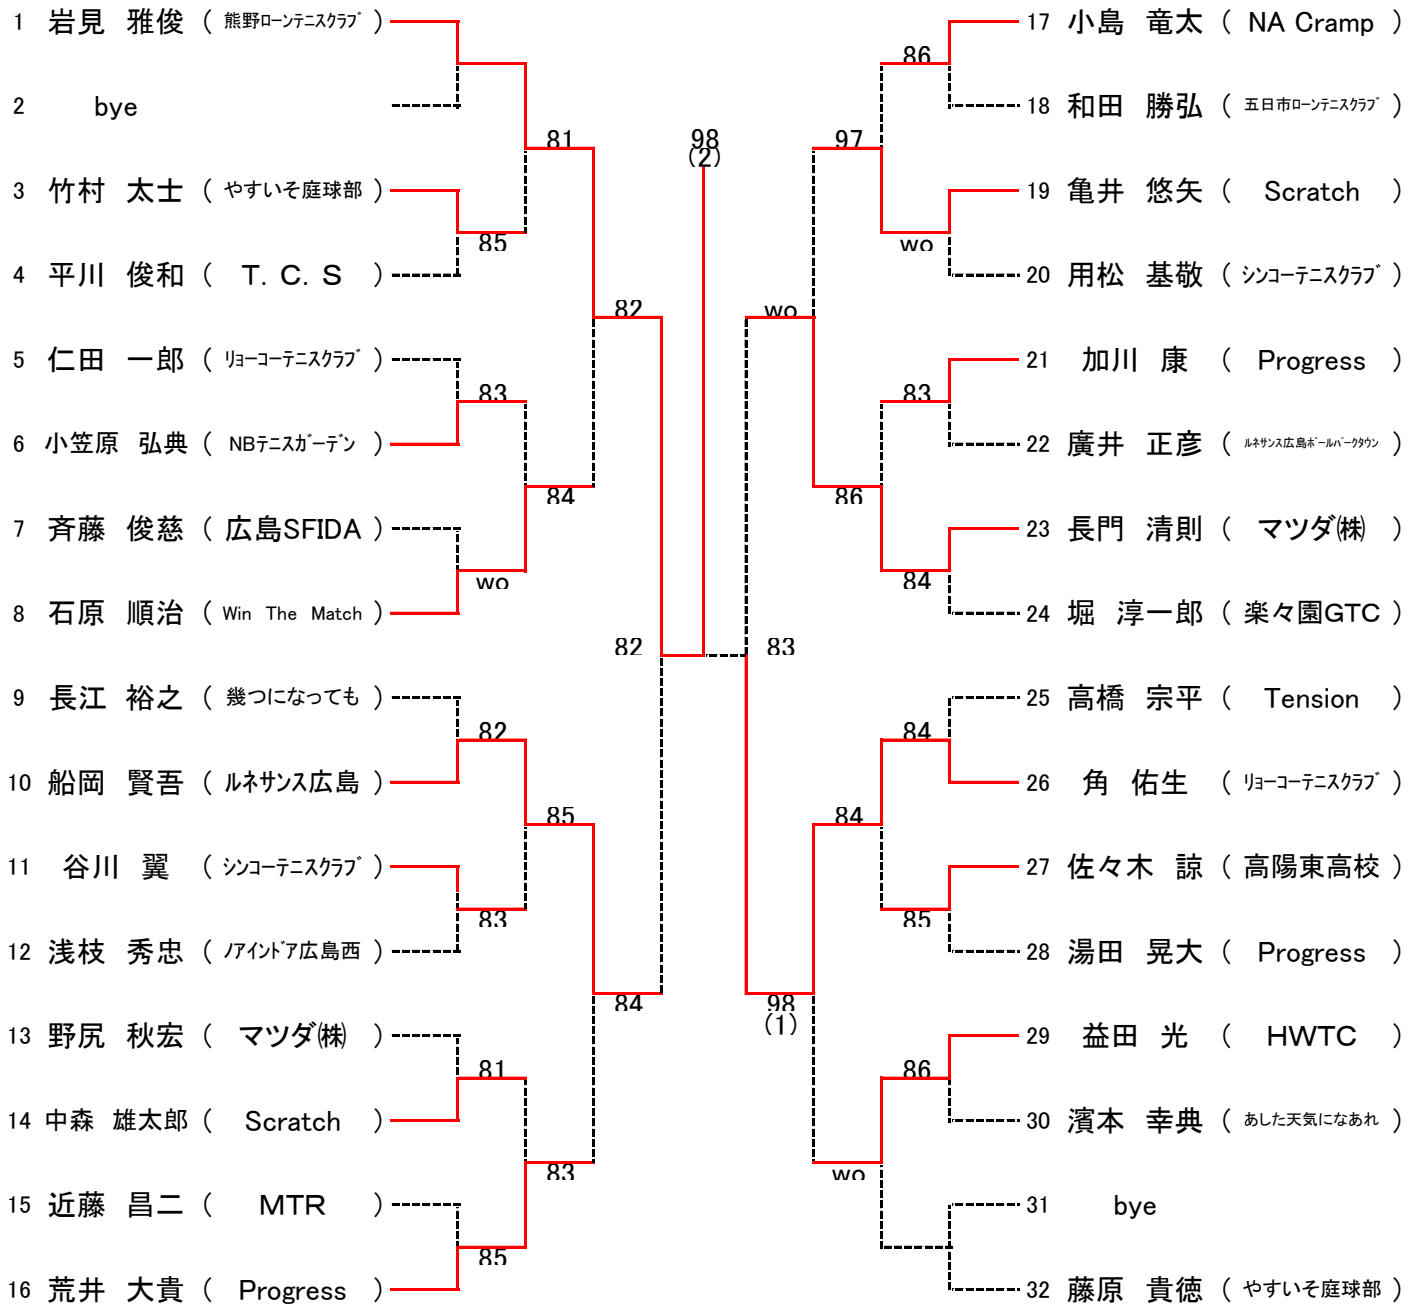 1 岩見 雅俊 ( 熊野ローンテニスクラブ )
2 bye
3 竹村 太士 ( やすいそ庭球部 )
4 平川 俊和 ( T. C. S )
5 仁田 一郎 ( リョーコーテニスクラブ )
6 小笠原 弘典 ( NBテニスガーデン )
7 斉藤 俊慈 ( 広島SFIDA )
8 石原 順治 ( Win The Match )
9 長江 裕之 ( 幾つになっても )
10 船岡 賢吾 ( ルネサンス広島 )
11 谷川 翼 ( シンコーテニスクラブ )
12 浅枝 秀忠 ( ノアインドア広島西 )
13 野尻 秋宏 ( マツダ㈱ )
14 中森 雄太郎 ( Scratch )
15 近藤 昌二 ( MTR )
16 荒井 大貴 ( Progress )
85
83
wo
82
83
81
85
81
84
85
83
82
84
82
98
(2)
83
wo
98
(1)
97
86
84
wo
86
wo
83
84
84
85
86
17 小島 竜太 ( NA Cramp )
18 和田 勝弘 ( 五日市ローンテニスクラブ )
19 亀井 悠矢 ( Scratch )
20 用松 基敬 ( シンコーテニスクラブ )
21 加川 康 ( Progress )
22 廣井 正彦 ( ルネサンス広島ボールパークタウン )
23 長門 清則 ( マツダ㈱ )
24 堀 淳一郎 ( 楽々園GTC )
25 高橋 宗平 ( Tension )
26 角 佑生 ( リョーコーテニスクラブ )
27 佐々木 諒 ( 高陽東高校 )
28 湯田 晃大 ( Progress )
29 益田 光 ( HWTC )
30 濱本 幸典 ( あした天気になあれ )
31 bye
32 藤原 貴徳 ( やすいそ庭球部 )